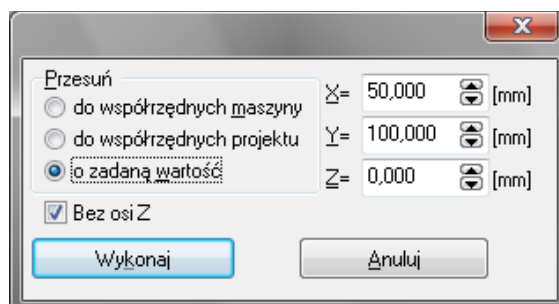 Przesuń
do współrzędnych maszyny
do współrzędnych projektu
o zadaną wartość
Bez osi Z
X= 50,000 [mm]
Y= 100,000 [mm]
Z= 0,000 [mm]
Wykonaj
Anuluj